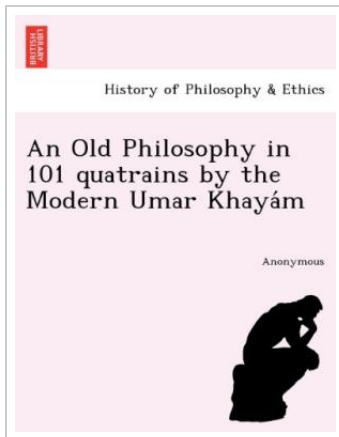 BRITISH
LIBRARY
History of Philosophy & Ethics
An Old Philosophy in
101 quatrains by the
Modern Umar Khayám
Anonymous